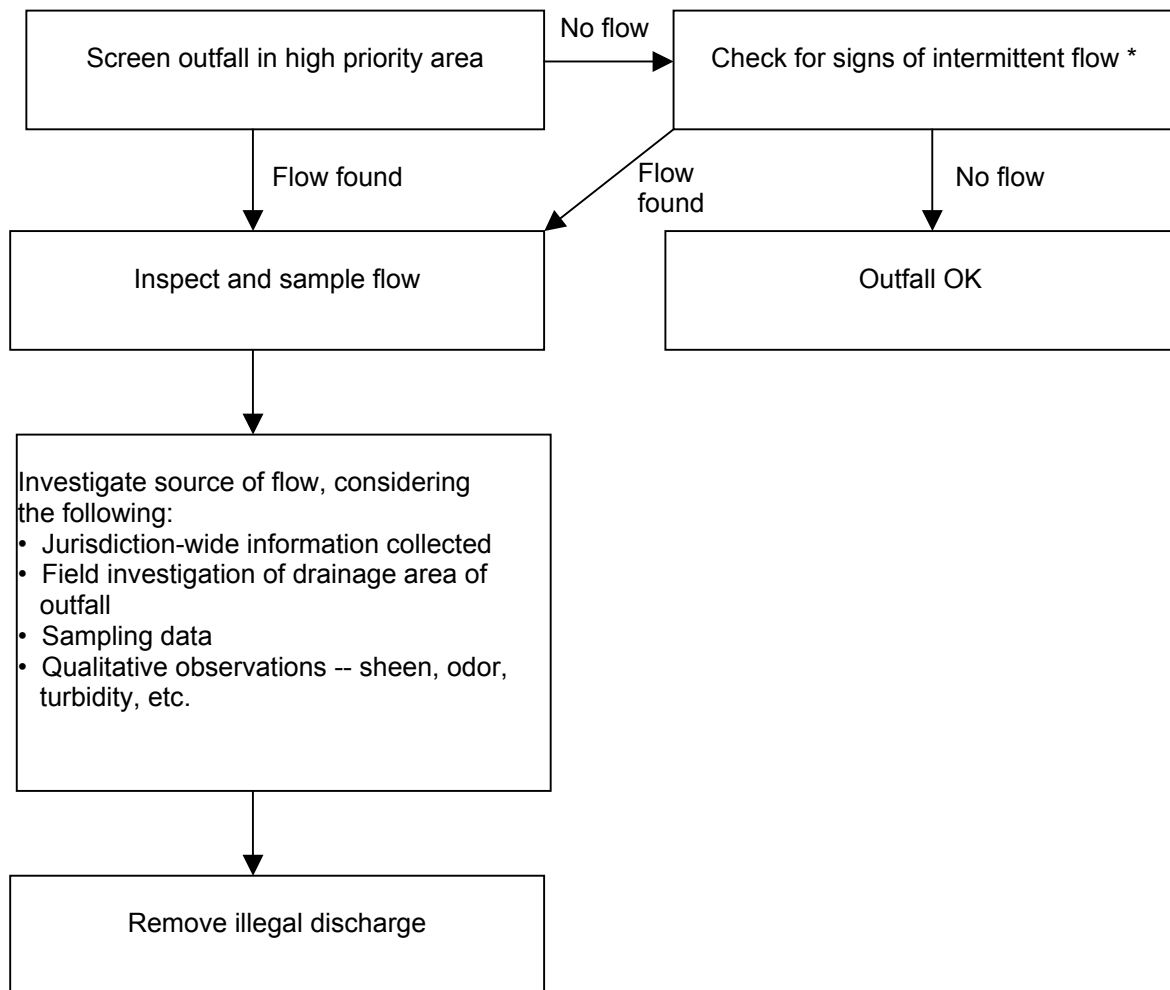 Screen outfall in high priority area
No flow
Check for signs of intermittent flow *
Flow found
Flow
found
No flow
Inspect and sample flow
Outfall OK
Investigate source of flow, considering
the following:
• Jurisdiction-wide information collected
• Field investigation of drainage area of
outfall
• Sampling data
• Qualitative observations -- sheen, odor,
turbidity, etc.
Remove illegal discharge